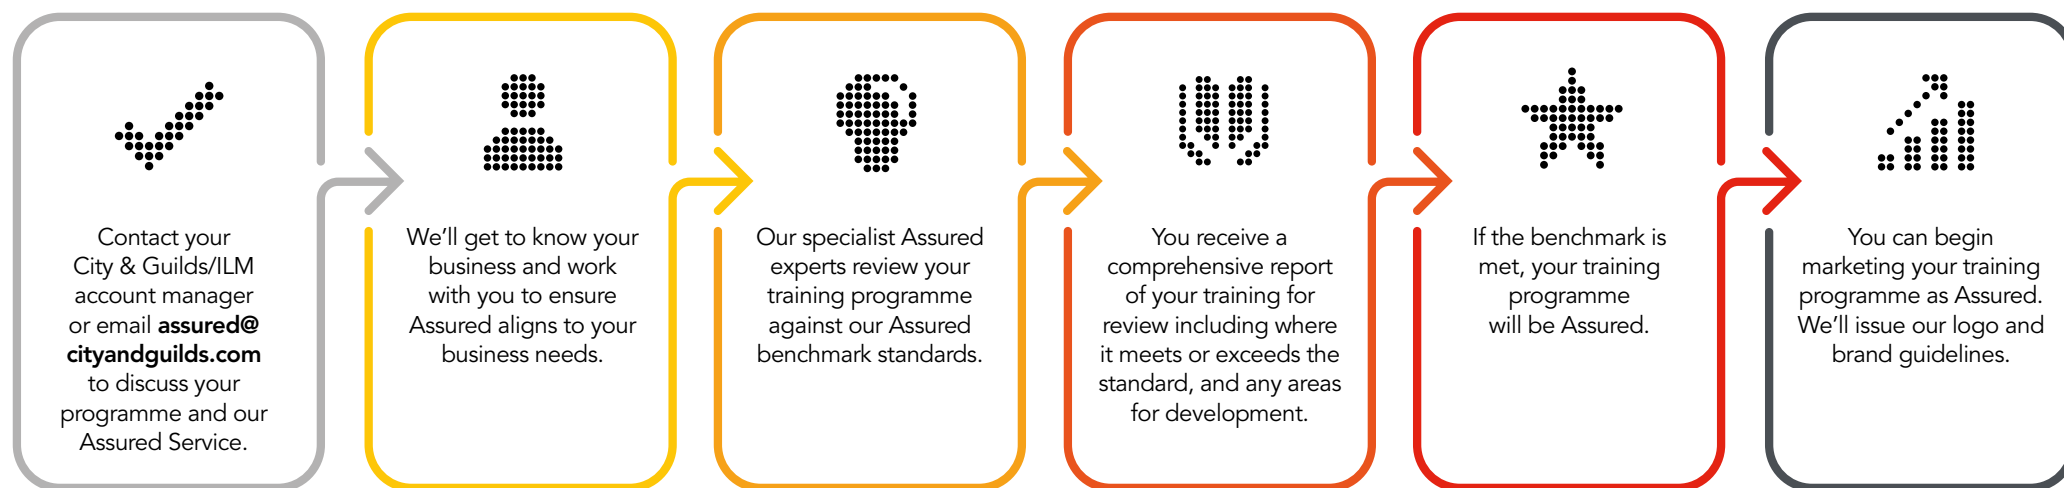 Contact your
City & Guilds/ILM
account manager
or email assured@
cityandguilds.com
to discuss your
programme and our
Assured Service.
We’ll get to know your
business and work
with you to ensure
Assured aligns to your
business needs.
Our specialist Assured
experts review your
training programme
against our Assured
benchmark standards.
You receive a
comprehensive report
of your training for
review including where
it meets or exceeds the
standard, and any areas
for development.
If the benchmark is
met, your training
programme
will be Assured.
You can begin
marketing your training
programme as Assured.
We’ll issue our logo and
brand guidelines.